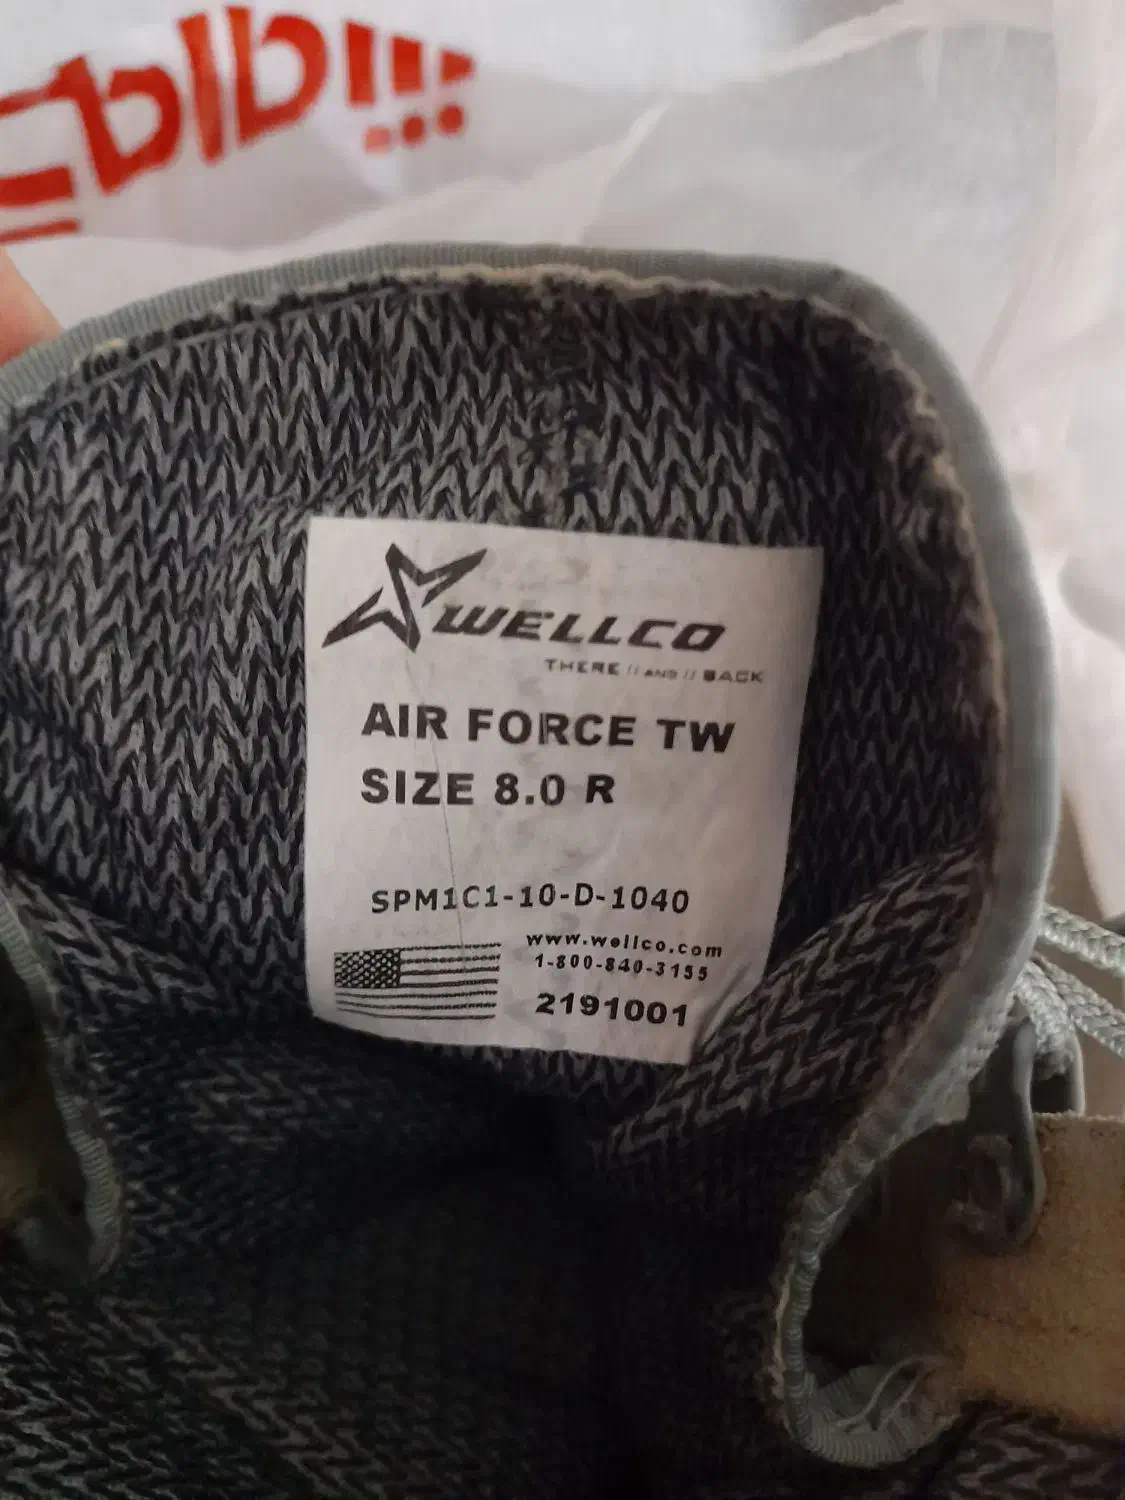 WELLCO
THERE // AND // BACK
AIR FORCE TW
SIZE 8.0 R
SPM1C1-10-D-1040
www.wellco.com
1-800-840-3155
2191001